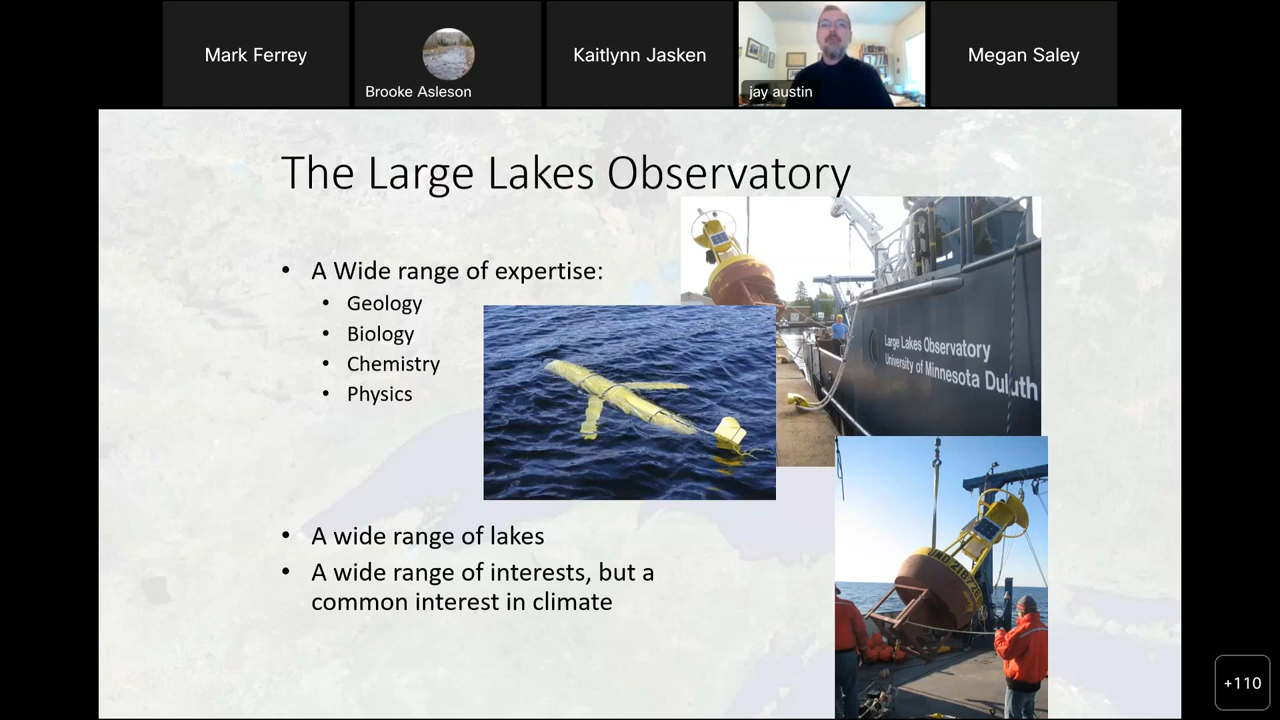 Mark Ferrey
Brooke Asleson
Kaitlynn Jasken
jay austin
Megan Saley
The Large Lakes Observatory
• A Wide range of expertise:
• Geology
• Biology
• Chemistry
• Physics
Large Lakes Observatory
University of Minnesota Duluth
• A wide range of lakes
• A wide range of interests, but a
common interest in climate
+110